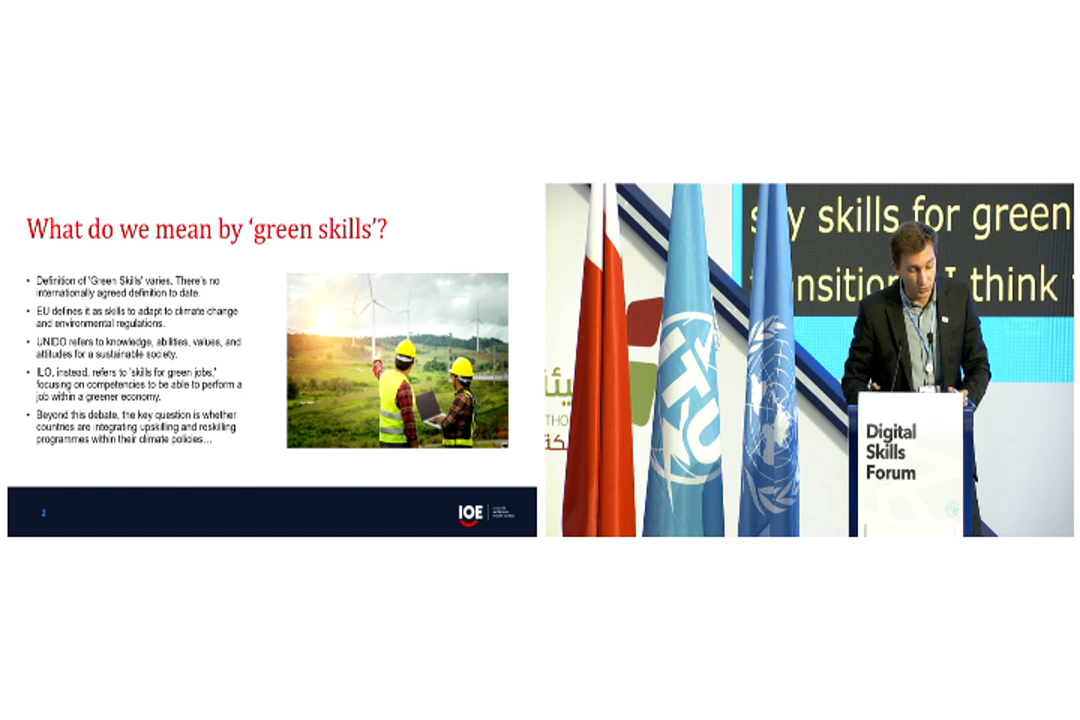 What do we mean by ‘green skills’?
• Definition of 'Green Skills' varies. There's no
internationally agreed definition to date.
• EU defines it as skills to adapt to climate change
and environmental regulations.
• UNIDO refers to knowledge, abilities, values, and
attitudes for a sustainable society.
• ILO, instead, refers to 'skills for green jobs,'
focusing on competencies to be able to perform a
job within a greener economy.
• Beyond this debate, the key question is whether
countries are integrating upskilling and reskilling
programmes within their climate policies…
2
IOE
skills for green
think
ITU
Digital
Skills
Forum